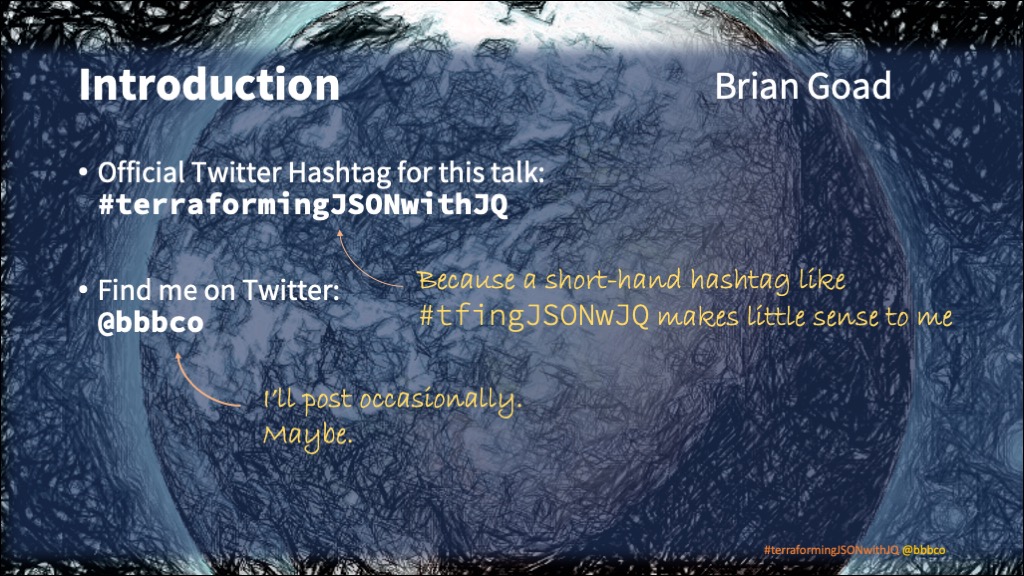 Introduction
Brian Goad
• Official Twitter Hashtag for this talk:
#terraformingJSONwithJQ
Because a short-hand hashtag like
#tfingJSONwJQ makes little sense to me
• Find me on Twitter:
@bbbco
I'll post occasionally.
Maybe.
#terraformingJSONwithJQ @bbbco